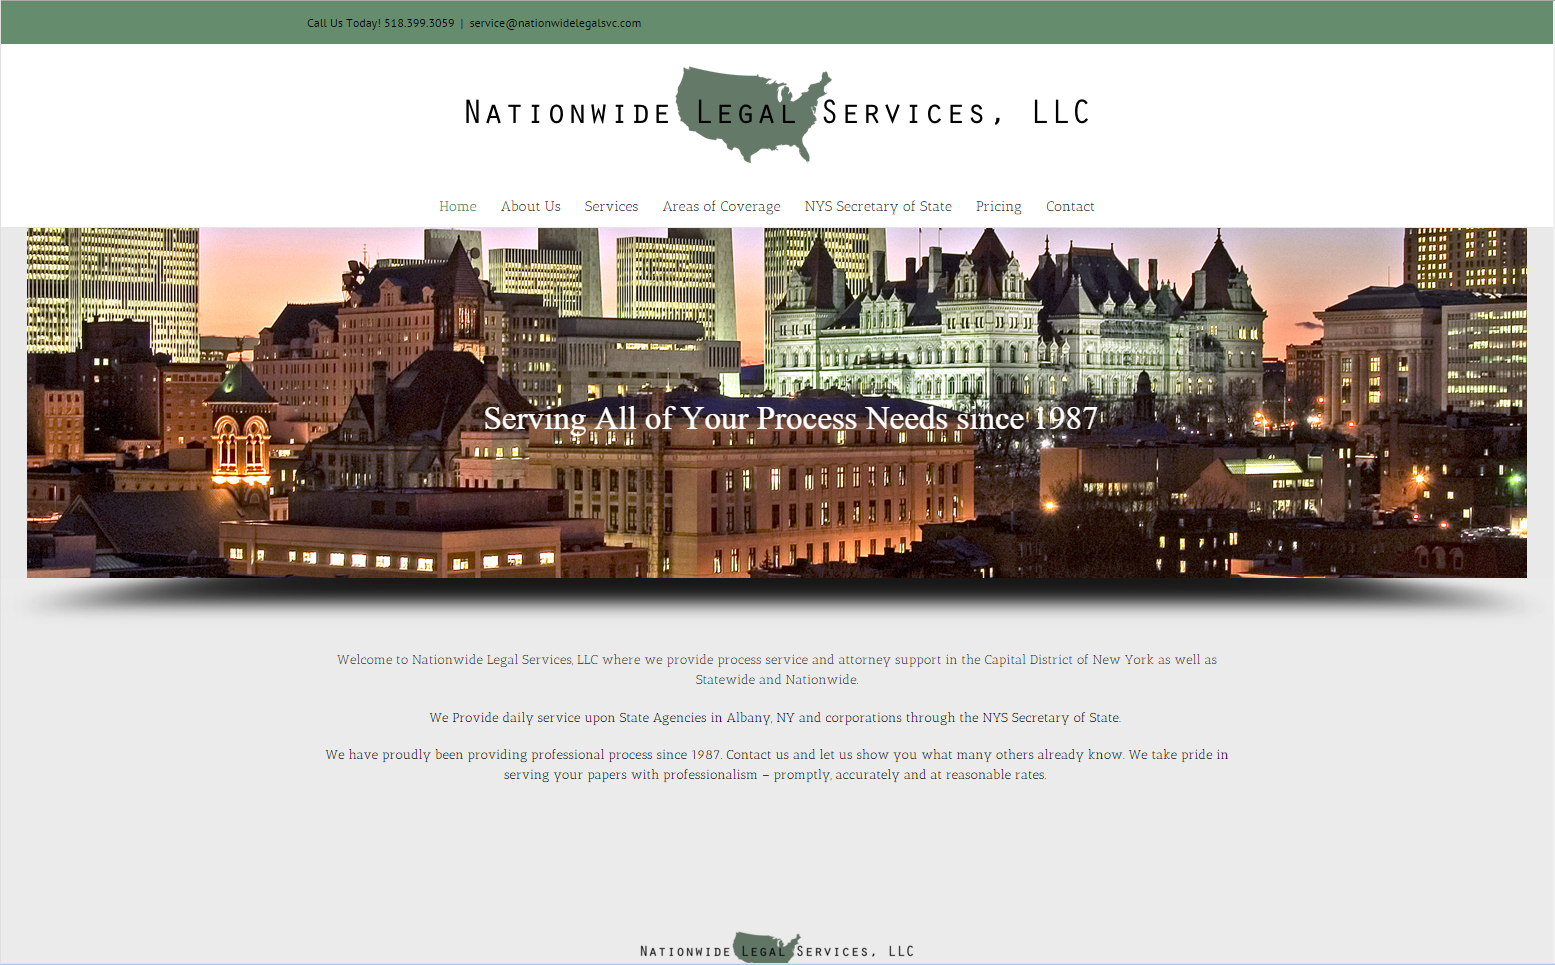 Call Us Today! 518.399.3059 | service@nationwidelegalsvc.com
Nationwide Legal Services, LLC
Home About Us Services Areas of Coverage NYS Secretary of State Pricing Contact
Serving All of Your Process Needs since 1987
Welcome to Nationwide Legal Services, LLC where we provide process service and attorney support in the Capital District of New York as well as
Statewide and Nationwide.
We Provide daily service upon State Agencies in Albany, NY and corporations through the NYS Secretary of State.
We have proudly been providing professional process since 1987. Contact us and let us show you what many others already know. We take pride in
serving your papers with professionalism – promptly, accurately and at reasonable rates.
Nationwide Legal Services, LLC